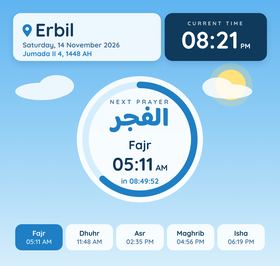 Erbil
Saturday, 14 November 2026
Jumada II 4, 1448 AH
CURRENT TIME
08:21 PM
NEXT PRAYER
الفجر
Fajr
05:11 AM
in 08:49:52
Fajr
05:11 AM
Dhuhr
11:48 AM
Asr
02:35 PM
Maghrib
04:56 PM
Isha
06:19 PM